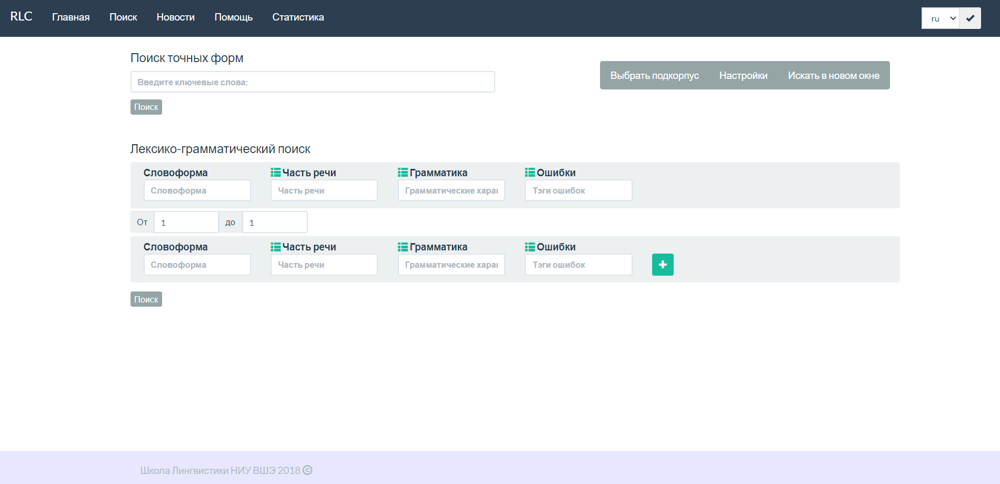 RLC Главная Поиск Новости Помощь Статистика ru
Поиск точных форм
Введите ключевые слова:
Выбрать подкорпус Настройки Искать в новом окне
Поиск
Лексико-грамматический поиск
Словоформа Часть речи Грамматика Ошибки
Словоформа Часть речи Грамматические харак Тэги ошибок
От 1 до 1
Словоформа Часть речи Грамматика Ошибки
Словоформа Часть речи Грамматические харак Тэги ошибок
Поиск
Школа Лингвистики НИУ ВШЭ 2018 ©